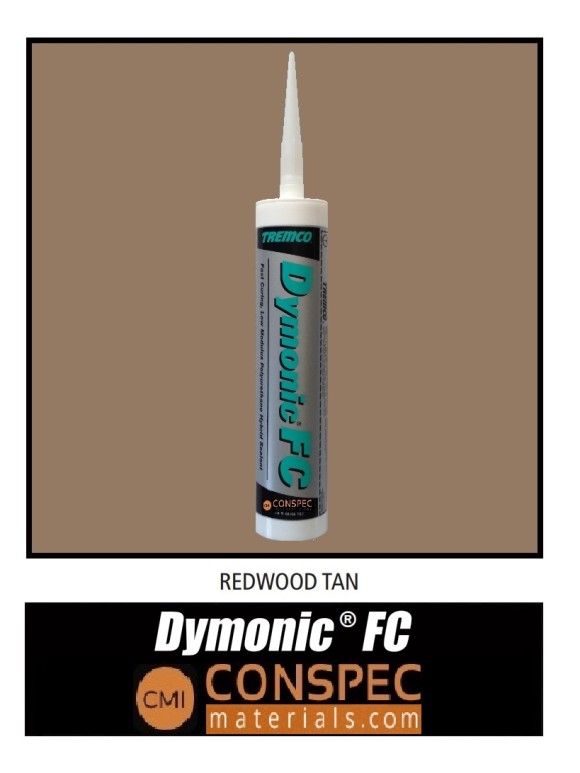 TREMCO
Dymonic® FC
Fast Curing, Low Modulus Polyurethane Hybrid Sealant
CONSPEC
REDWOOD TAN
Dymonic® FC
CMI
CONSPEC
materials.com